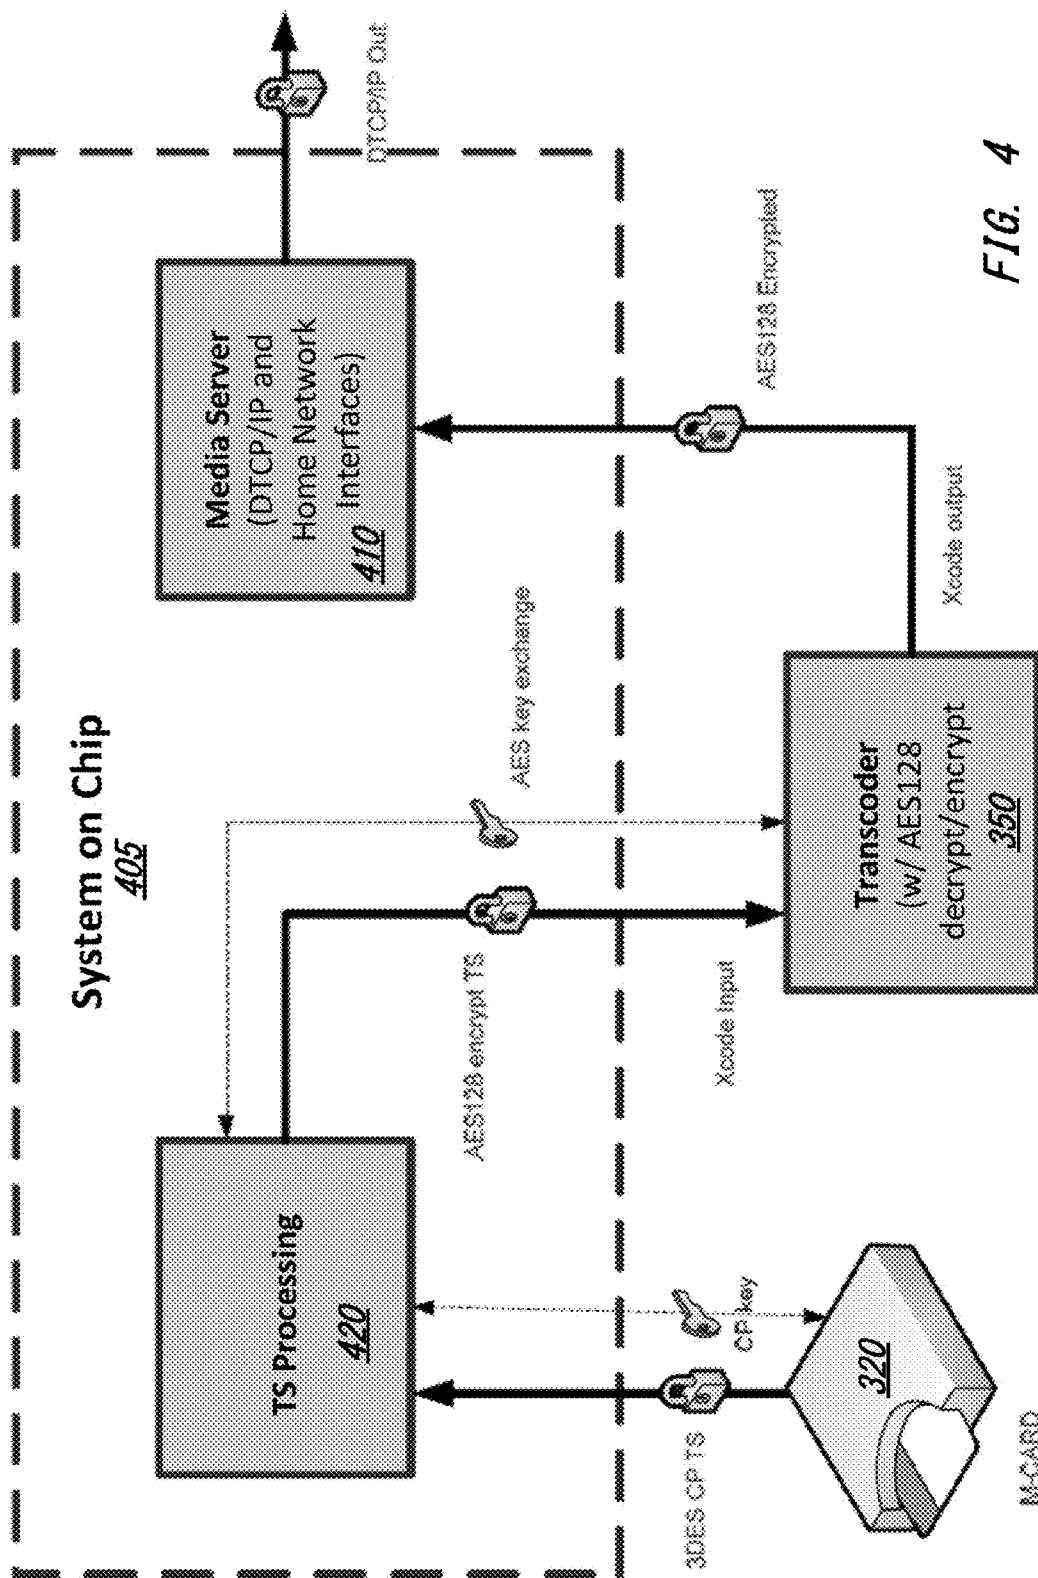 System on Chip
405
TS Processing
420
Media Server
(DTCP/IP and
Home Network
Interfaces)
410
DTCP/IP Out
AES key exchange
AES128 encrypt TS
AES128 Encrypted
3DES CP TS
CP key
Xcode Input
Xcode output
320
M-CARD
Transcoder
(w/ AES128
decrypt/encrypt
350
FIG. 4